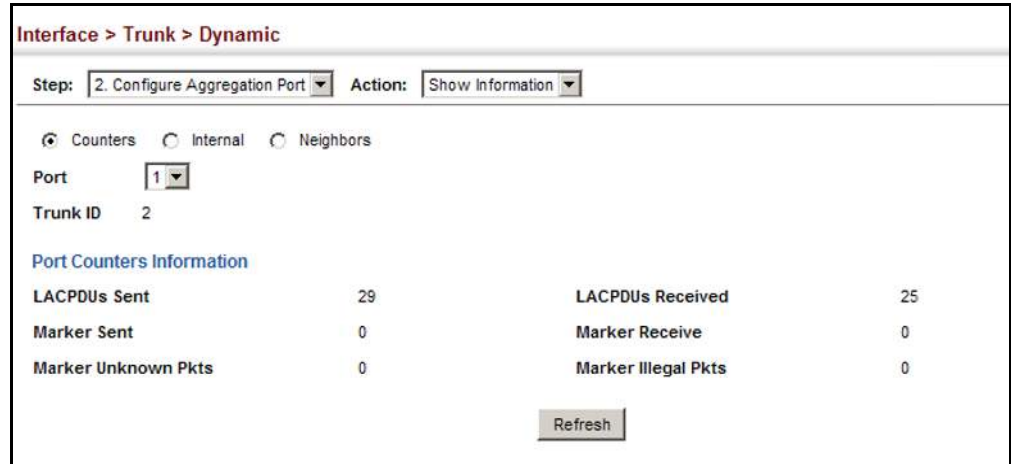 Interface > Trunk > Dynamic
Step: 2. Configure Aggregation Port Action: Show Information
Counters Internal Neighbors
Port 1
Trunk ID 2
Port Counters Information
LACPDUs Sent 29 LACPDUs Received 25
Marker Sent 0 Marker Receive 0
Marker Unknown Pkts 0 Marker Illegal Pkts 0
Refresh